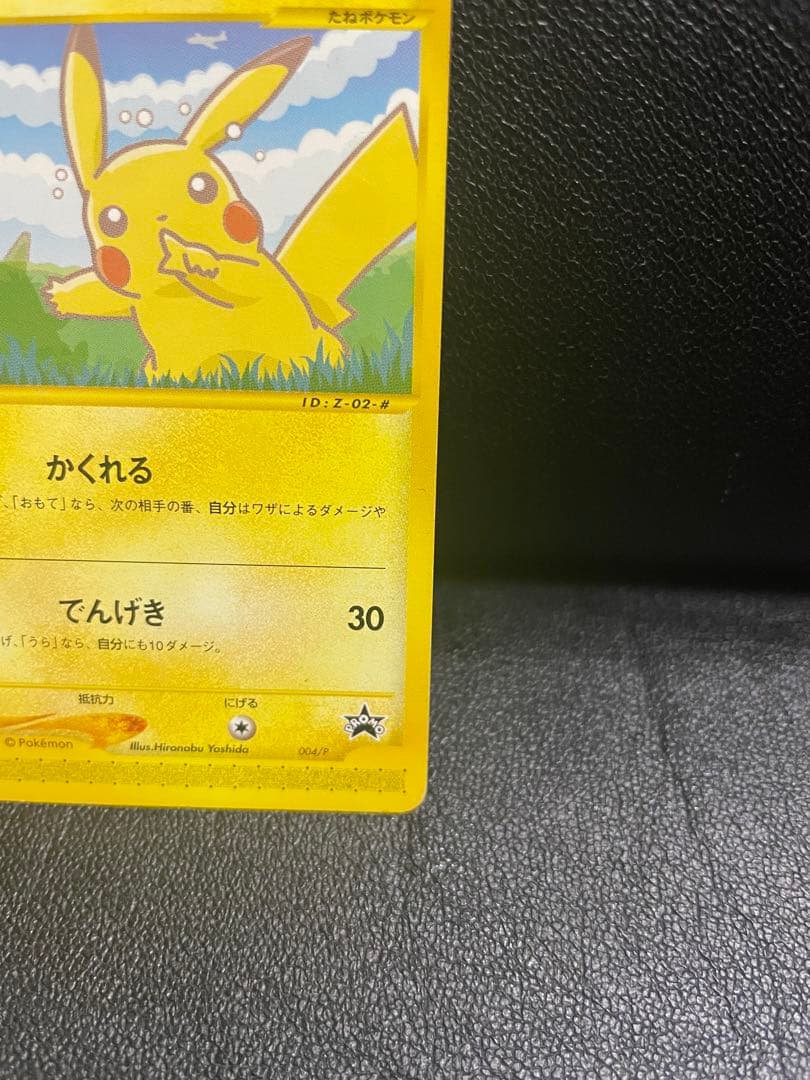 たねポケモン
ID:Z-02-#
かくれる
「おもて」なら、次の相手の番、自分はワザによるダメージや
でんげき 30
げ、「うら」なら、自分にも10ダメージ。
抵抗力 にげる
PROMO
©Pokémon Illus.Hironobu Yoshida 004/P